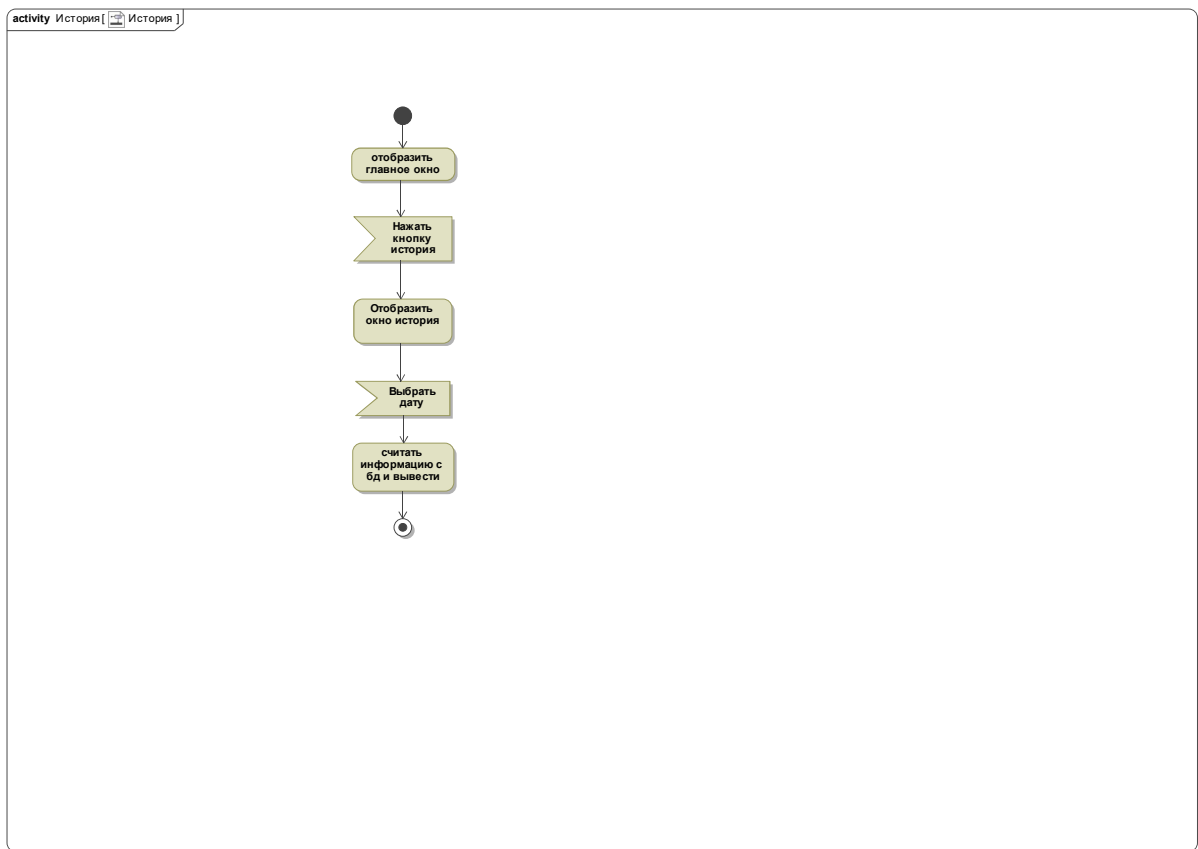 activity История[ История ]
отобразить
главное окно
Нажать
кнопку
история
Отобразить
окно история
Выбрать
дату
считать
информацию с
бд и вывести